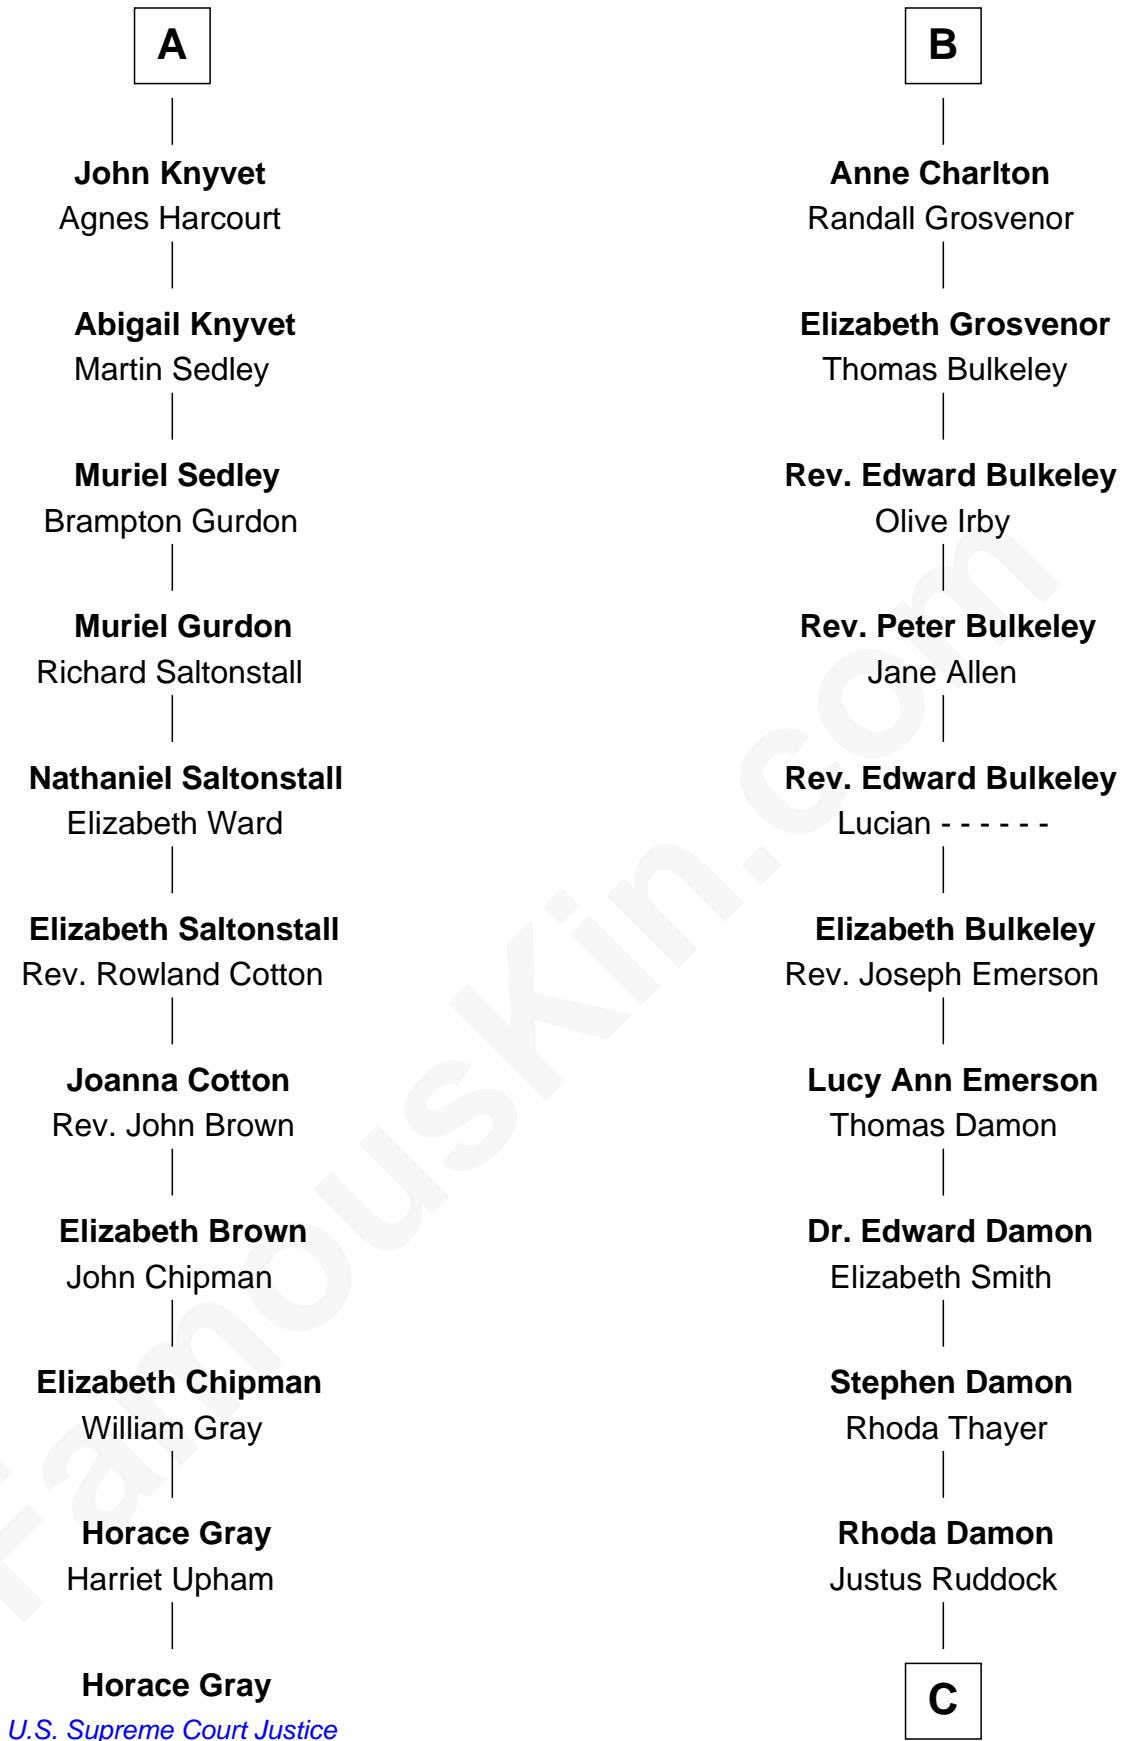 A
John Knyvet
Agnes Harcourt
Abigail Knyvet
Martin Sedley
Muriel Sedley
Brampton Gurdon
Muriel Gurdon
Richard Saltonstall
Nathaniel Saltonstall
Elizabeth Ward
Elizabeth Saltonstall
Rev. Rowland Cotton
Joanna Cotton
Rev. John Brown
Elizabeth Brown
John Chipman
Elizabeth Chipman
William Gray
Horace Gray
Harriet Upham
Horace Gray
U.S. Supreme Court Justice
B
Anne Charlton
Randall Grosvenor
Elizabeth Grosvenor
Thomas Bulkeley
Rev. Edward Bulkeley
Olive Irby
Rev. Peter Bulkeley
Jane Allen
Rev. Edward Bulkeley
Lucian - - - - - -
Elizabeth Bulkeley
Rev. Joseph Emerson
Lucy Ann Emerson
Thomas Damon
Dr. Edward Damon
Elizabeth Smith
Stephen Damon
Rhoda Thayer
Rhoda Damon
Justus Ruddock
C
FamousKin.com